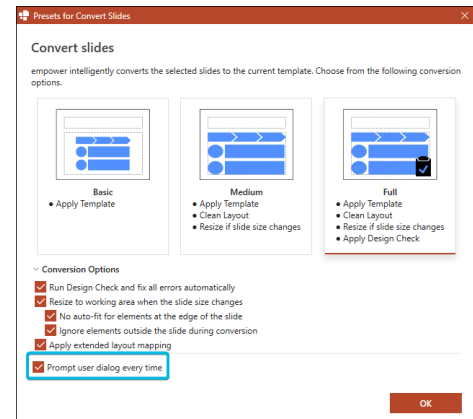 Presets for Convert Slides
Convert slides
empower intelligently converts the selected slides to the current template. Choose from the following conversion
options.
Basic
• Apply Template
Medium
• Apply Template
• Clean Layout
• Resize if slide size changes
Full
• Apply Template
• Clean Layout
• Resize if slide size changes
• Apply Design Check
Conversion Options
Run Design Check and fix all errors automatically
Resize to working area when the slide size changes
No auto-fit for elements at the edge of the slide
Ignore elements outside the slide during conversion
Apply extended layout mapping
Prompt user dialog every time
OK